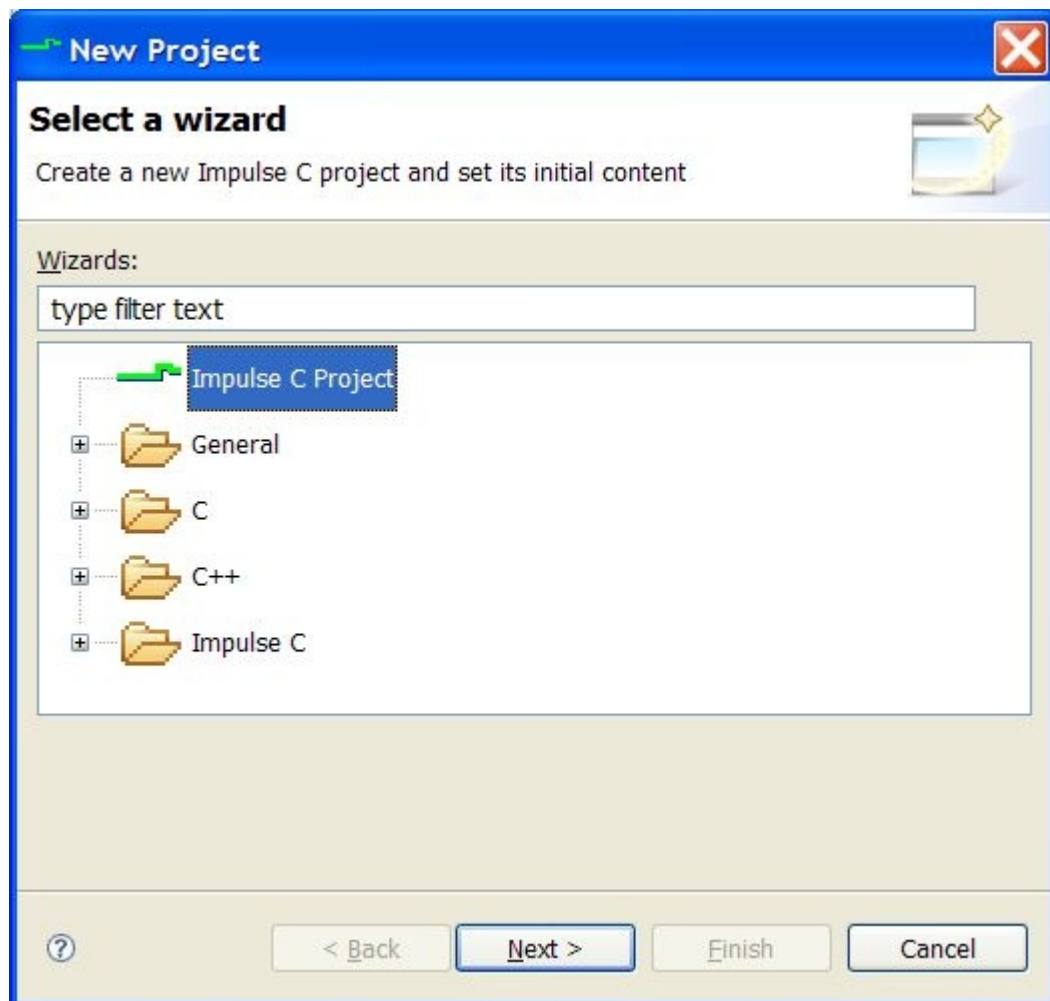 New Project
Select a wizard
Create a new Impulse C project and set its initial content
Wizards:
type filter text
Impulse C Project
General
C
C++
Impulse C
? < Back Next > Finish Cancel